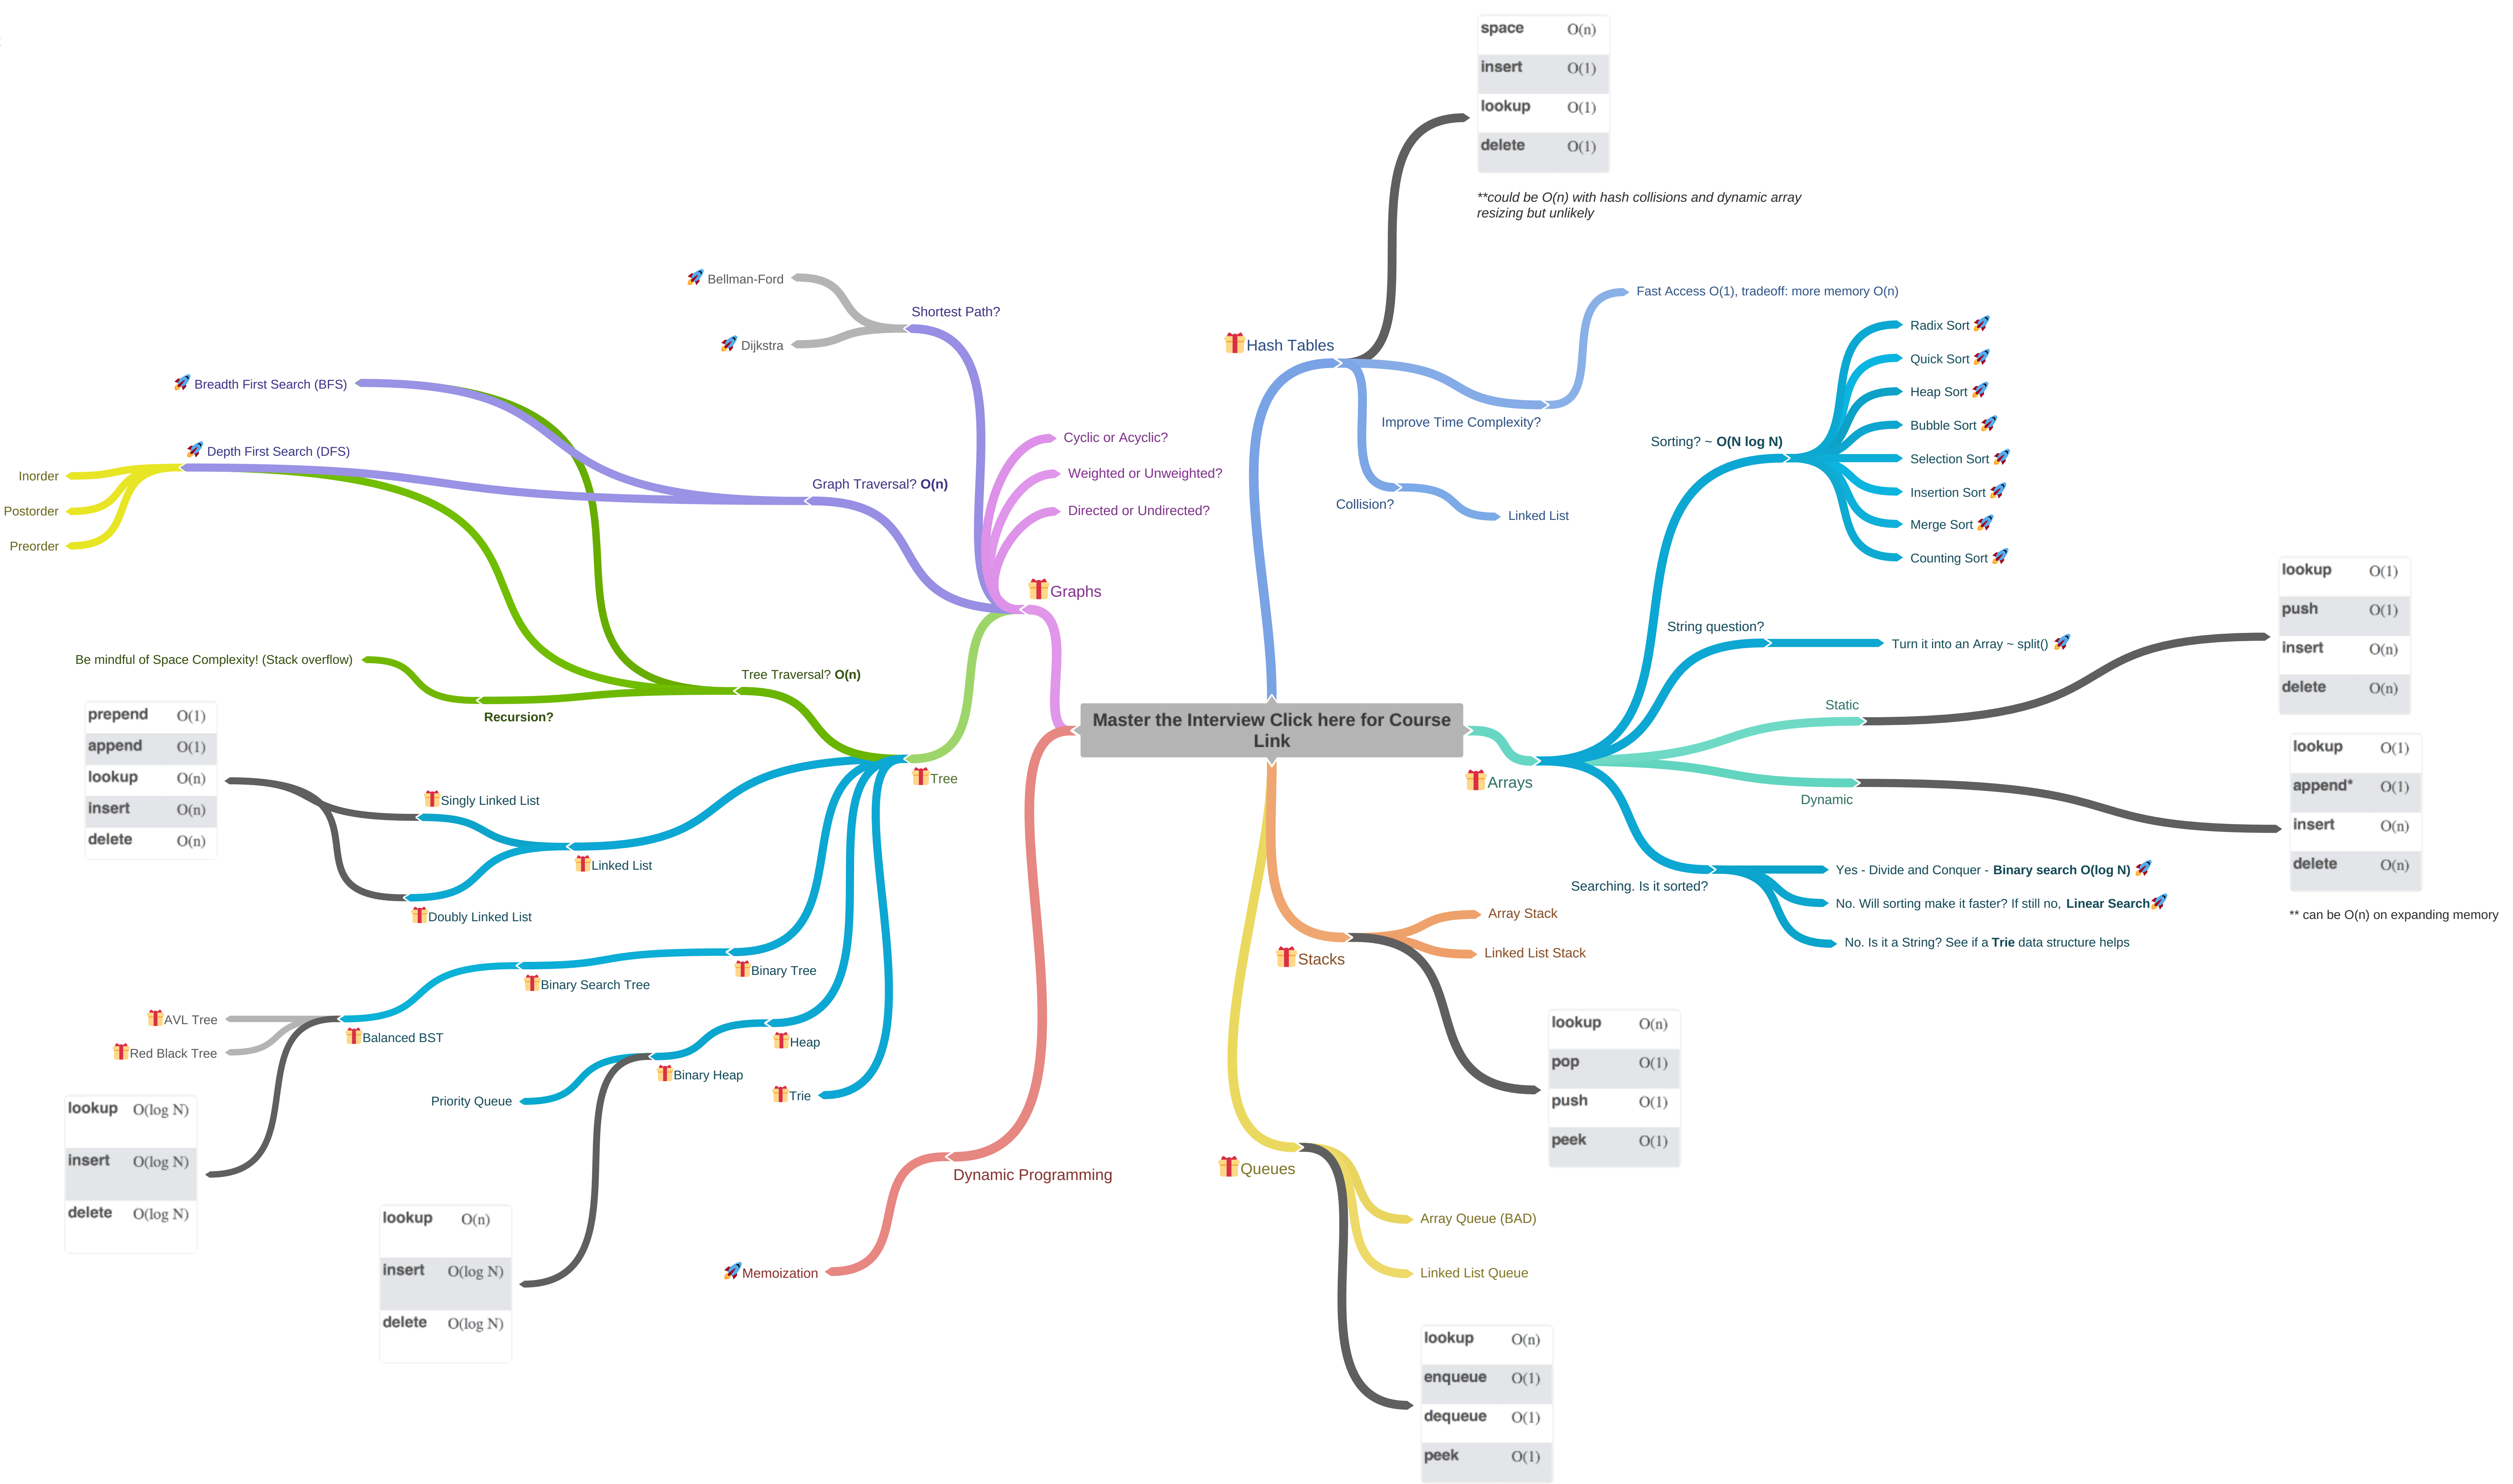 space O(n)
insert O(1)
lookup O(1)
delete O(1)
**could be O(n) with hash collisions and dynamic array
resizing but unlikely
Hash Tables
Improve Time Complexity?
Fast Access O(1), tradeoff: more memory O(n)
Collision?
Linked List
Sorting? ~ O(N log N)
Radix Sort
Quick Sort
Heap Sort
Bubble Sort
Selection Sort
Insertion Sort
Merge Sort
Counting Sort
String question?
Turn it into an Array ~ split()
Static
lookup O(1)
push O(1)
insert O(n)
delete O(n)
Dynamic
lookup O(1)
append* O(1)
insert O(n)
delete O(n)
** can be O(n) on expanding memory
Arrays
Searching. Is it sorted?
Yes - Divide and Conquer - Binary search O(log N)
No. Will sorting make it faster? If still no, Linear Search
No. Is it a String? See if a Trie data structure helps
Master the Interview Click here for Course
Link
Stacks
Array Stack
Linked List Stack
lookup O(n)
pop O(1)
push O(1)
peek O(1)
Queues
Array Queue (BAD)
Linked List Queue
lookup O(n)
enqueue O(1)
dequeue O(1)
peek O(1)
Bellman-Ford
Dijkstra
Shortest Path?
Breadth First Search (BFS)
Depth First Search (DFS)
Inorder
Postorder
Preorder
Graph Traversal? O(n)
Cyclic or Acyclic?
Weighted or Unweighted?
Directed or Undirected?
Graphs
Be mindful of Space Complexity! (Stack overflow)
Recursion?
Tree Traversal? O(n)
Tree
prepend O(1)
append O(1)
lookup O(n)
insert O(n)
delete O(n)
Singly Linked List
Doubly Linked List
Linked List
Binary Tree
Binary Search Tree
Balanced BST
AVL Tree
Red Black Tree
lookup O(log N)
insert O(log N)
delete O(log N)
Heap
Binary Heap
Priority Queue
Trie
lookup O(n)
insert O(log N)
delete O(log N)
Dynamic Programming
Memoization